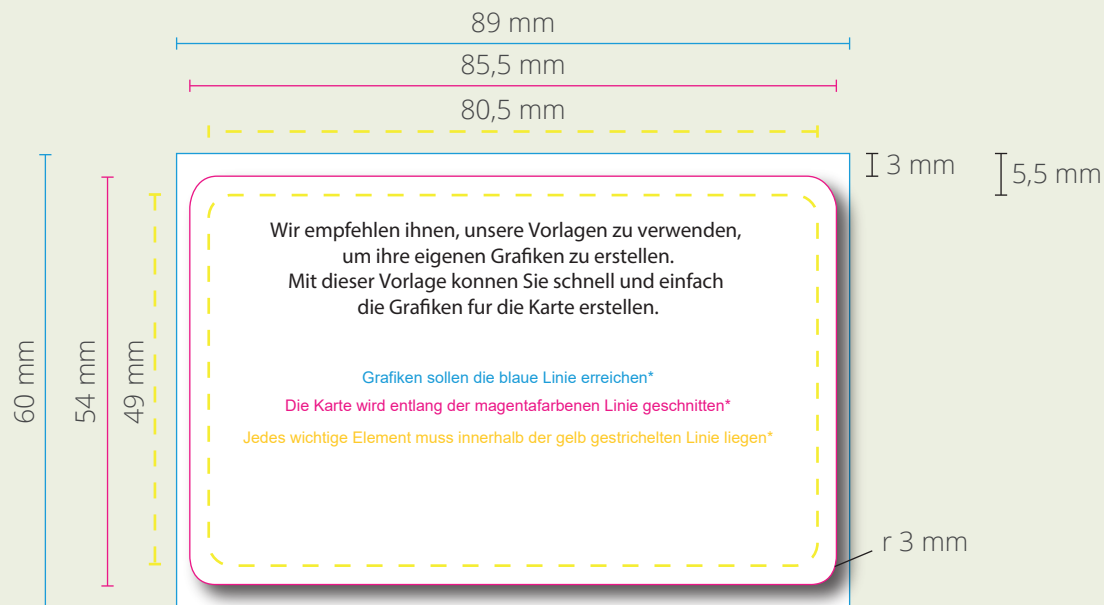 89 mm
85,5 mm
80,5 mm
3 mm
5,5 mm
Wir empfehlen ihnen, unsere Vorlagen zu verwenden,
um ihre eigenen Grafiken zu erstellen.
Mit dieser Vorlage konnen Sie schnell und einfach
die Grafiken fur die Karte erstellen.
60 mm
54 mm
49 mm
Grafiken sollen die blaue Linie erreichen*
Die Karte wird entlang der magentafarbenen Linie geschnitten*
Jedes wichtige Element muss innerhalb der gelb gestrichelten Linie liegen*
r 3 mm